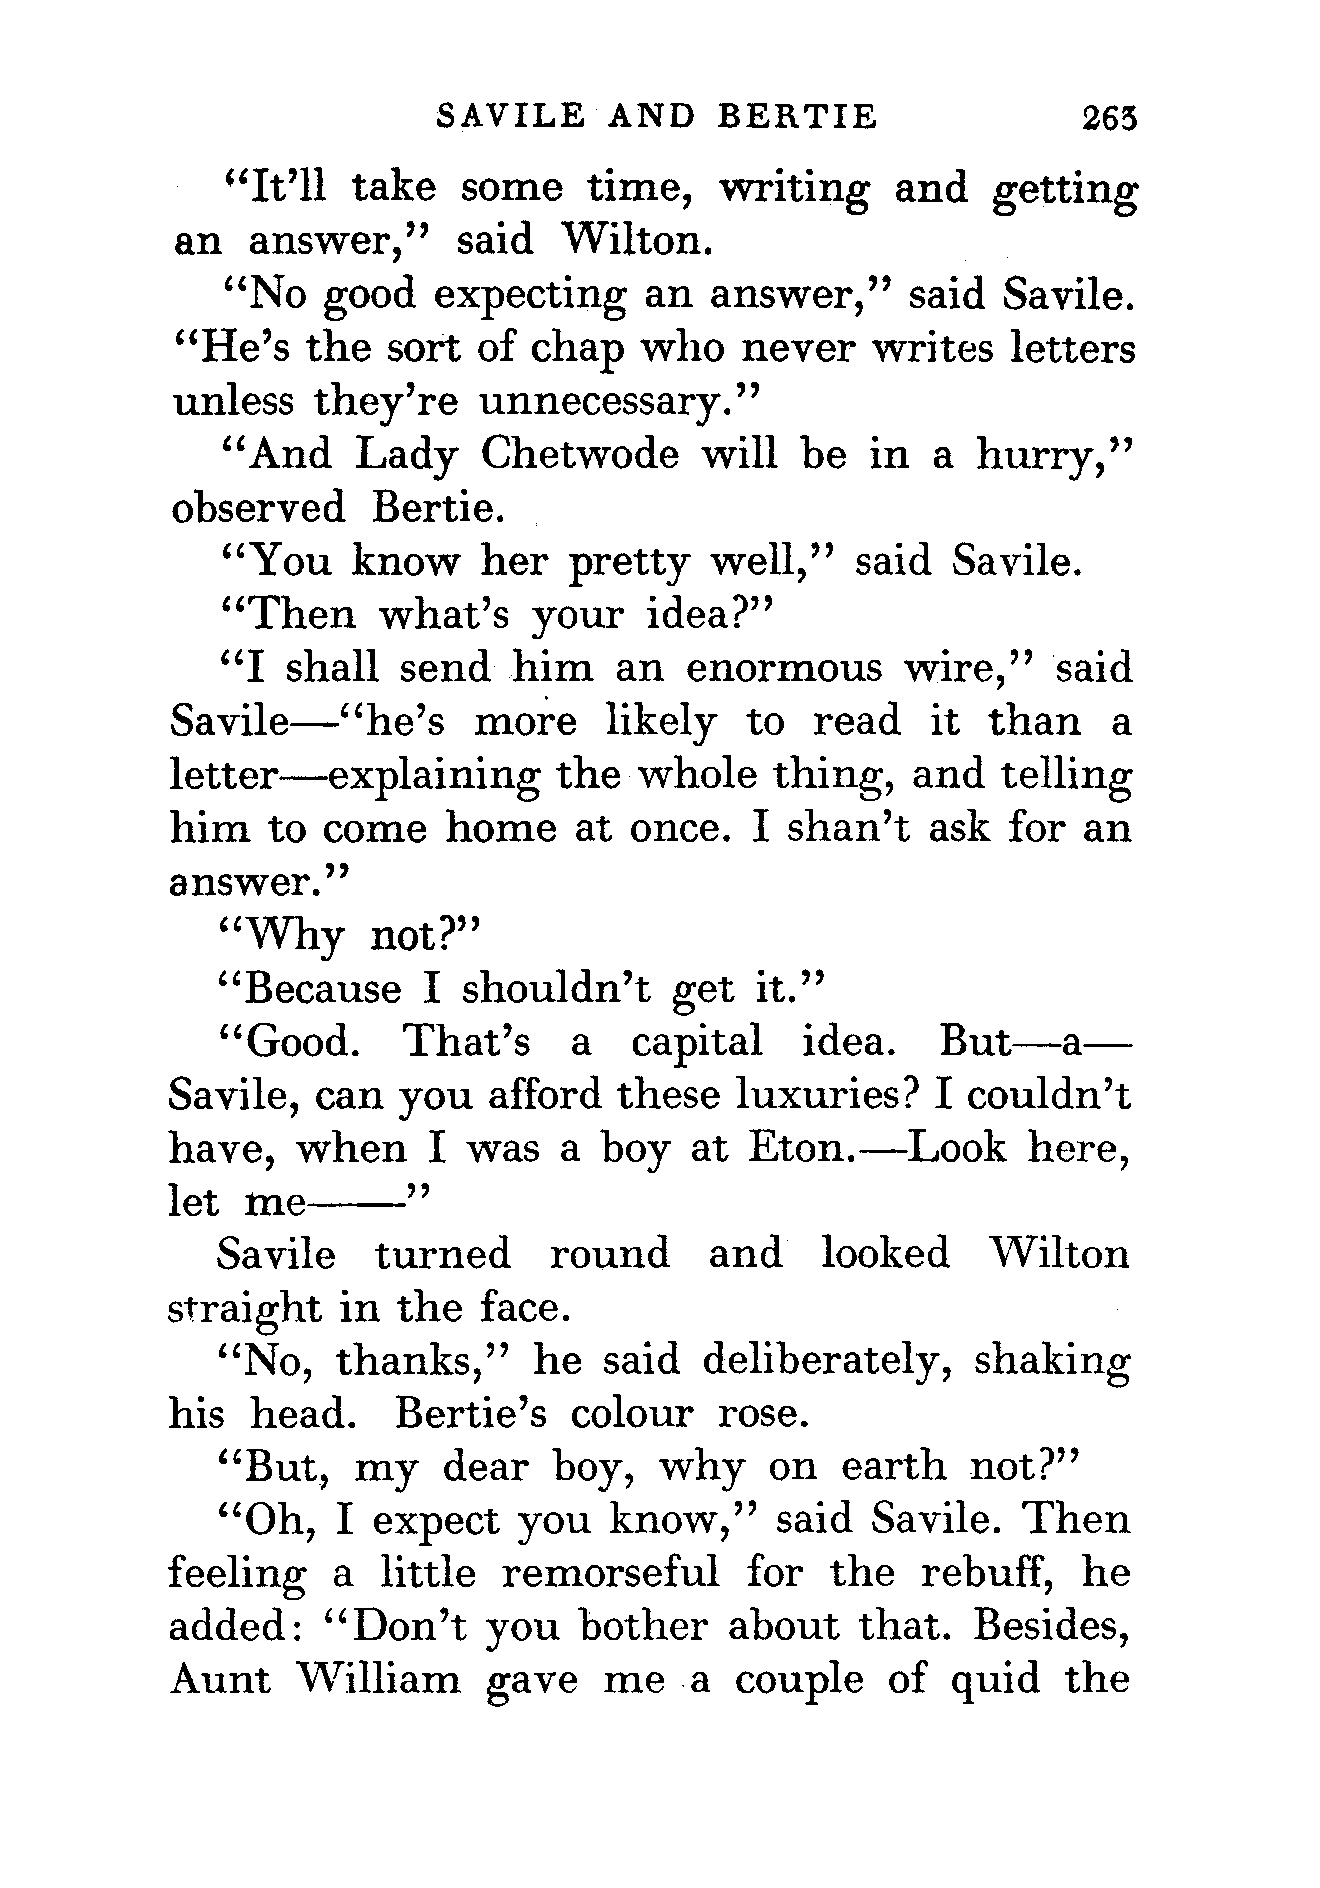 SAVILE AND BERTIE 263
“It’ll take some time, writing and getting
an answer,” said Wilton.
“No good expecting an answer,” said Savile.
“He’s the sort of chap who never writes letters
unless they’re unnecessary.”
“And Lady Chetwode will be in a hurry,”
observed Bertie.
“You know her pretty well,” said Savile.
“Then what’s your idea?”
“I shall send him an enormous wire,” said
Savile—“he’s more likely to read it than a
letter—explaining the whole thing, and telling
him to come home at once. I shan’t ask for an
answer.”
“Why not?”
“Because I shouldn’t get it.”
“Good. That’s a capital idea. But—a—
Savile, can you afford these luxuries? I couldn’t
have, when I was a boy at Eton.—Look here,
let me——”
Savile turned round and looked Wilton
straight in the face.
“No, thanks,” he said deliberately, shaking
his head. Bertie’s colour rose.
“But, my dear boy, why on earth not?”
“Oh, I expect you know,” said Savile. Then
feeling a little remorseful for the rebuff, he
added: “Don’t you bother about that. Besides,
Aunt William gave me a couple of quid the